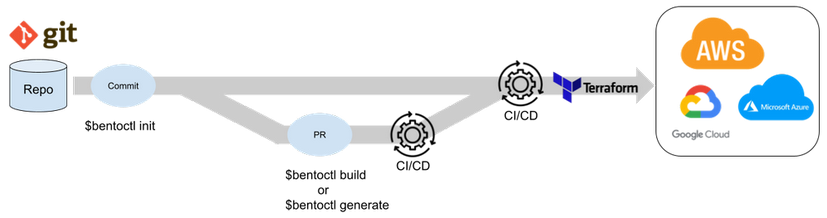 git
Repo
Commit
$bentoctl init
PR
$bentoctl build
or
$bentoctl generate
CI/CD
CI/CD
Terraform
AWS
Google Cloud
Microsoft Azure